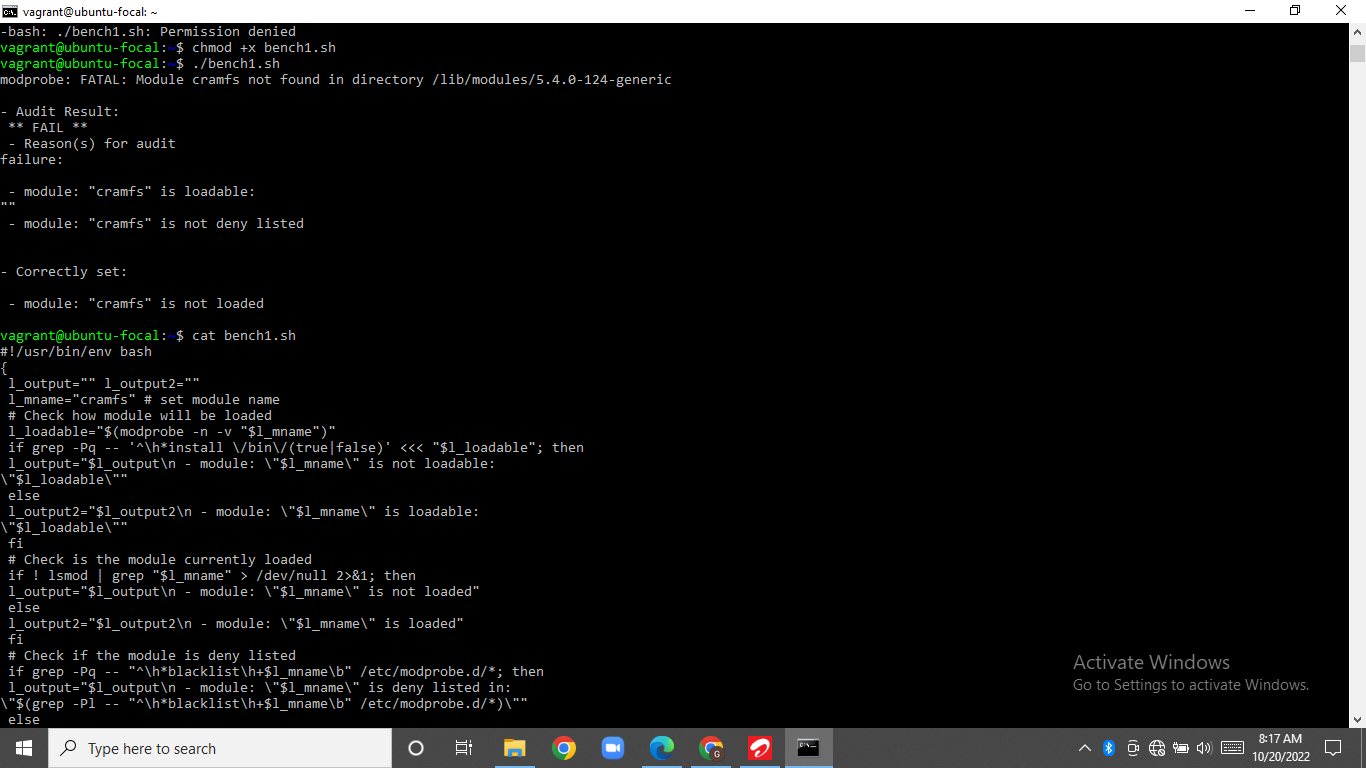 vagrant@ubuntu-focal: ~
-bash: ./bench1.sh: Permission denied
vagrant@ubuntu-focal:~$ chmod +x bench1.sh
vagrant@ubuntu-focal:~$ ./bench1.sh
modprobe: FATAL: Module cramfs not found in directory /lib/modules/5.4.0-124-generic
- Audit Result:
 ** FAIL **
 - Reason(s) for audit
failure:
 - module: "cramfs" is loadable:
""
 - module: "cramfs" is not deny listed
- Correctly set:
 - module: "cramfs" is not loaded
vagrant@ubuntu-focal:~$ cat bench1.sh
#!/usr/bin/env bash
{
 l_output="" l_output2=""
 l_mname="cramfs" # set module name
 # Check how module will be loaded
 l_loadable="$(modprobe -n -v "$l_mname")"
 if grep -Pq -- '^\h*install \/bin\/(true|false)' <<< "$l_loadable"; then
 l_output="$l_output\n - module: \"$l_mname\" is not loadable:
\"$l_loadable\""
 else
 l_output2="$l_output2\n - module: \"$l_mname\" is loadable:
\"$l_loadable\""
 fi
 # Check is the module currently loaded
 if ! lsmod | grep "$l_mname" > /dev/null 2>&1; then
 l_output="$l_output\n - module: \"$l_mname\" is not loaded"
 else
 l_output2="$l_output2\n - module: \"$l_mname\" is loaded"
 fi
 # Check if the module is deny listed
 if grep -Pq -- "^\h*blacklist\h+$l_mname\b" /etc/modprobe.d/*; then
 l_output="$l_output\n - module: \"$l_mname\" is deny listed in:
\"$(grep -Pl -- "^\h*blacklist\h+$l_mname\b" /etc/modprobe.d/*)\""
 else
Activate Windows
Go to Settings to activate Windows.
Type here to search
8:17 AM
10/20/2022